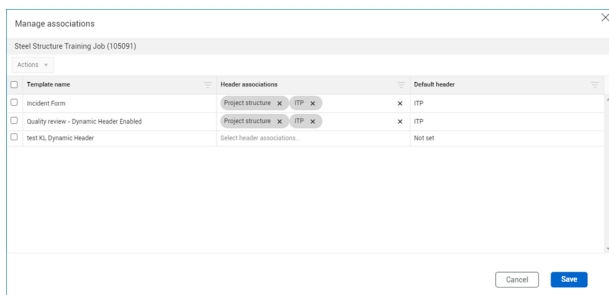 Manage associations
Steel Structure Training Job (105091)
Actions
Template name Header associations Default header
Incident Form Project structure × ITP × × ITP
Quality review - Dynamic Header Enabled Project structure × ITP × × ITP
test KL Dynamic Header Select header associations... Not set
Cancel Save